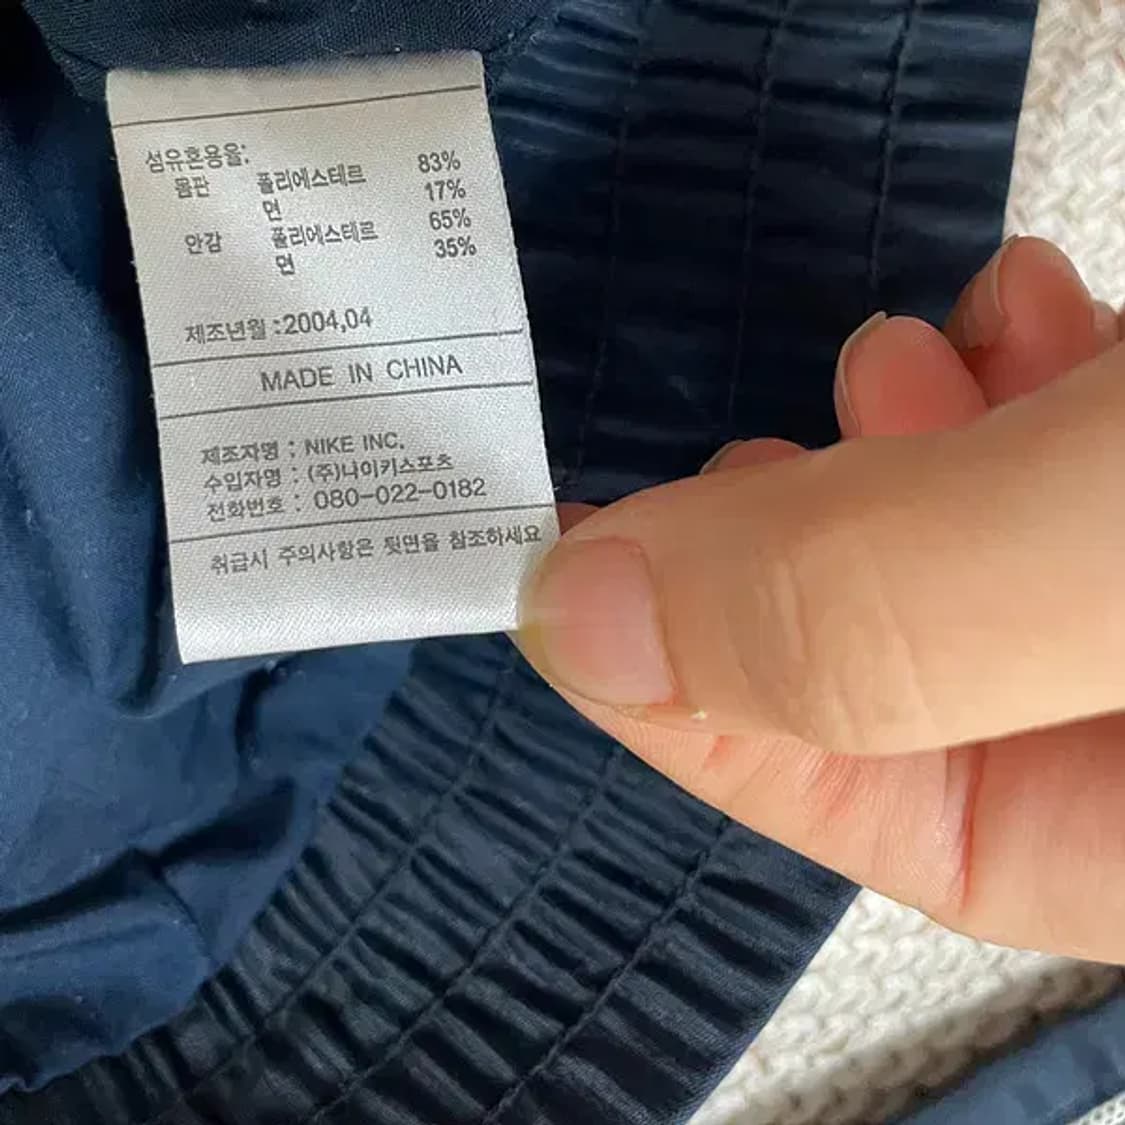 섬유혼용율:
몸판 폴리에스테르 83%
면 17%
안감 폴리에스테르 65%
면 35%
제조년월 :2004,04
MADE IN CHINA
제조자명 : NIKE INC.
수입자명 : (주)나이키스포츠
전화번호 : 080-022-0182
취급시 주의사항은 뒷면을 참조하세요